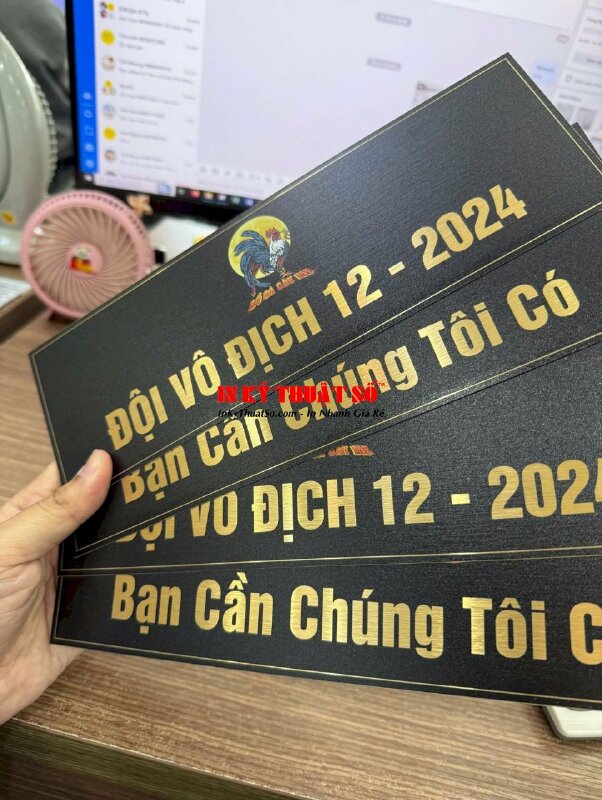 ĐỘI VÔ ĐỊCH 12 - 2024
Bạn Cần Chúng Tôi Có
IN KỸ THUẬT SỐ™
InKyThuatSo.com - In Nhanh Giá Rẻ
ĐỘI VÔ ĐỊCH 12 - 2024
Bạn Cần Chúng Tôi C